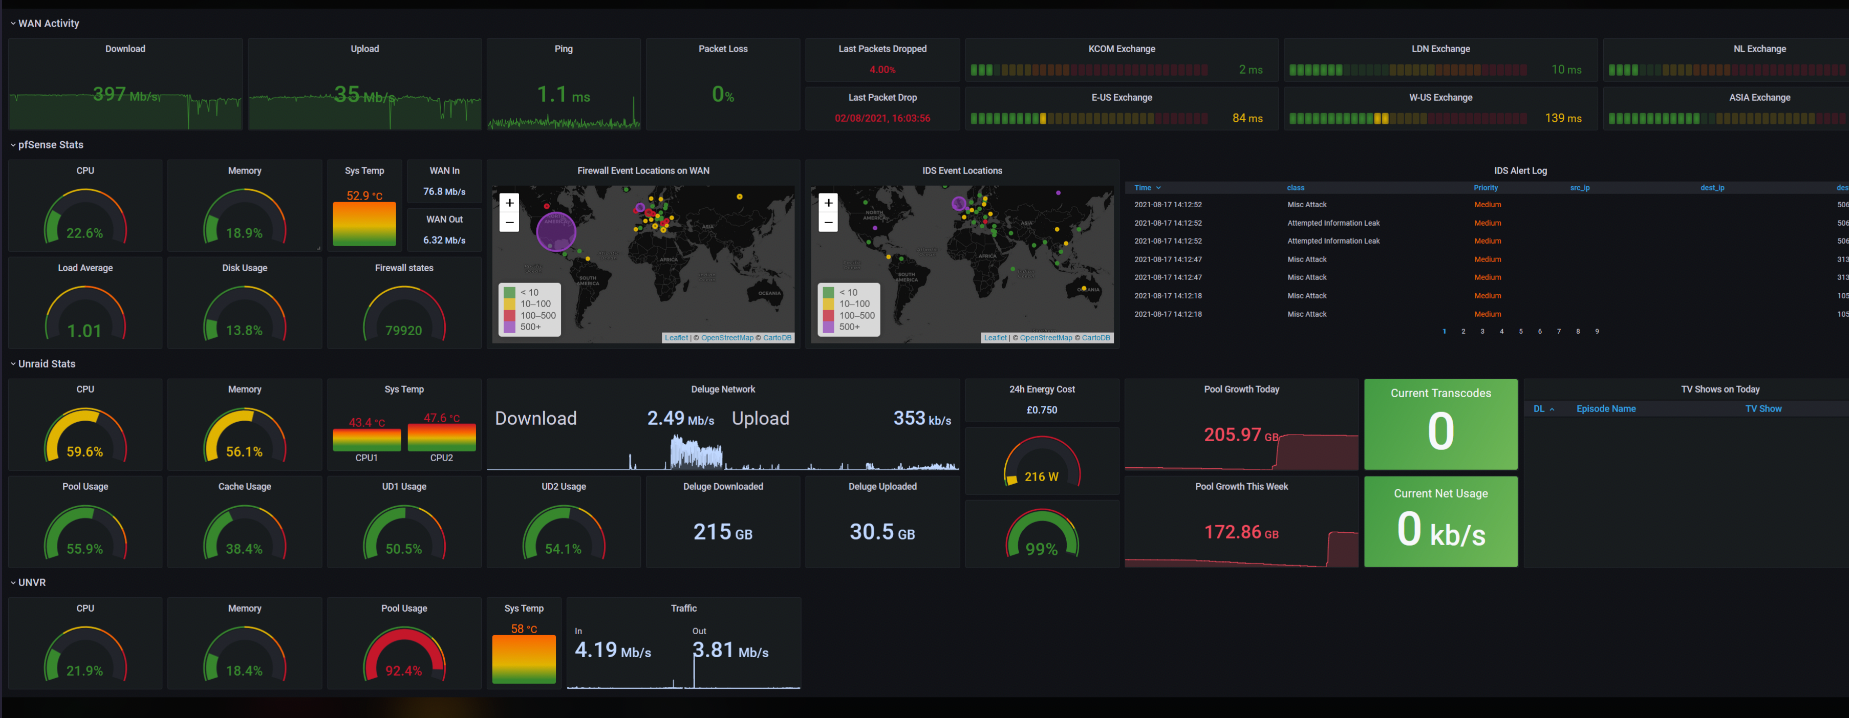 WAN Activity
Download
397 Mb/s
Upload
35 Mb/s
Ping
1.1 ms
Packet Loss
0%
Last Packets Dropped
4.00%
Last Packet Drop
02/08/2021, 16:03:56
KCOM Exchange
2 ms
LDN Exchange
10 ms
NL Exchange
E-US Exchange
84 ms
W-US Exchange
139 ms
ASIA Exchange
pfSense Stats
CPU
22.6%
Memory
18.9%
Sys Temp
52.9 °C
WAN In
76.8 Mb/s
WAN Out
6.32 Mb/s
Load Average
1.01
Disk Usage
13.8%
Firewall states
79920
Firewall Event Locations on WAN
+
−
NORTH AMERICA
ASIA
AFRICA
SOUTH AMERICA
OCEANIA
< 10
10–100
100–500
500+
Leaflet | © OpenStreetMap © CartoDB
IDS Event Locations
+
−
NORTH AMERICA
ASIA
AFRICA
SOUTH AMERICA
OCEANIA
< 10
10–100
100–500
500+
Leaflet | © OpenStreetMap © CartoDB
IDS Alert Log
Time class Priority src_ip dest_ip des
2021-08-17 14:12:52 Misc Attack Medium 506
2021-08-17 14:12:52 Attempted Information Leak Medium 506
2021-08-17 14:12:52 Attempted Information Leak Medium 506
2021-08-17 14:12:47 Misc Attack Medium 313
2021-08-17 14:12:47 Misc Attack Medium 313
2021-08-17 14:12:18 Misc Attack Medium 105
2021-08-17 14:12:18 Misc Attack Medium 105
1 2 3 4 5 6 7 8 9
Unraid Stats
CPU
59.6%
Memory
56.1%
Sys Temp
43.4 °C
47.6 °C
CPU1
CPU2
Deluge Network
Download 2.49 Mb/s Upload 353 kb/s
24h Energy Cost
£0.750
216 W
99%
Pool Growth Today
205.97 GB
Current Transcodes
0
TV Shows on Today
DL Episode Name TV Show
Pool Usage
55.9%
Cache Usage
38.4%
UD1 Usage
50.5%
UD2 Usage
54.1%
Deluge Downloaded
215 GB
Deluge Uploaded
30.5 GB
Pool Growth This Week
172.86 GB
Current Net Usage
0 kb/s
UNVR
CPU
21.9%
Memory
18.4%
Pool Usage
92.4%
Sys Temp
58 °C
Traffic
In
4.19 Mb/s
Out
3.81 Mb/s